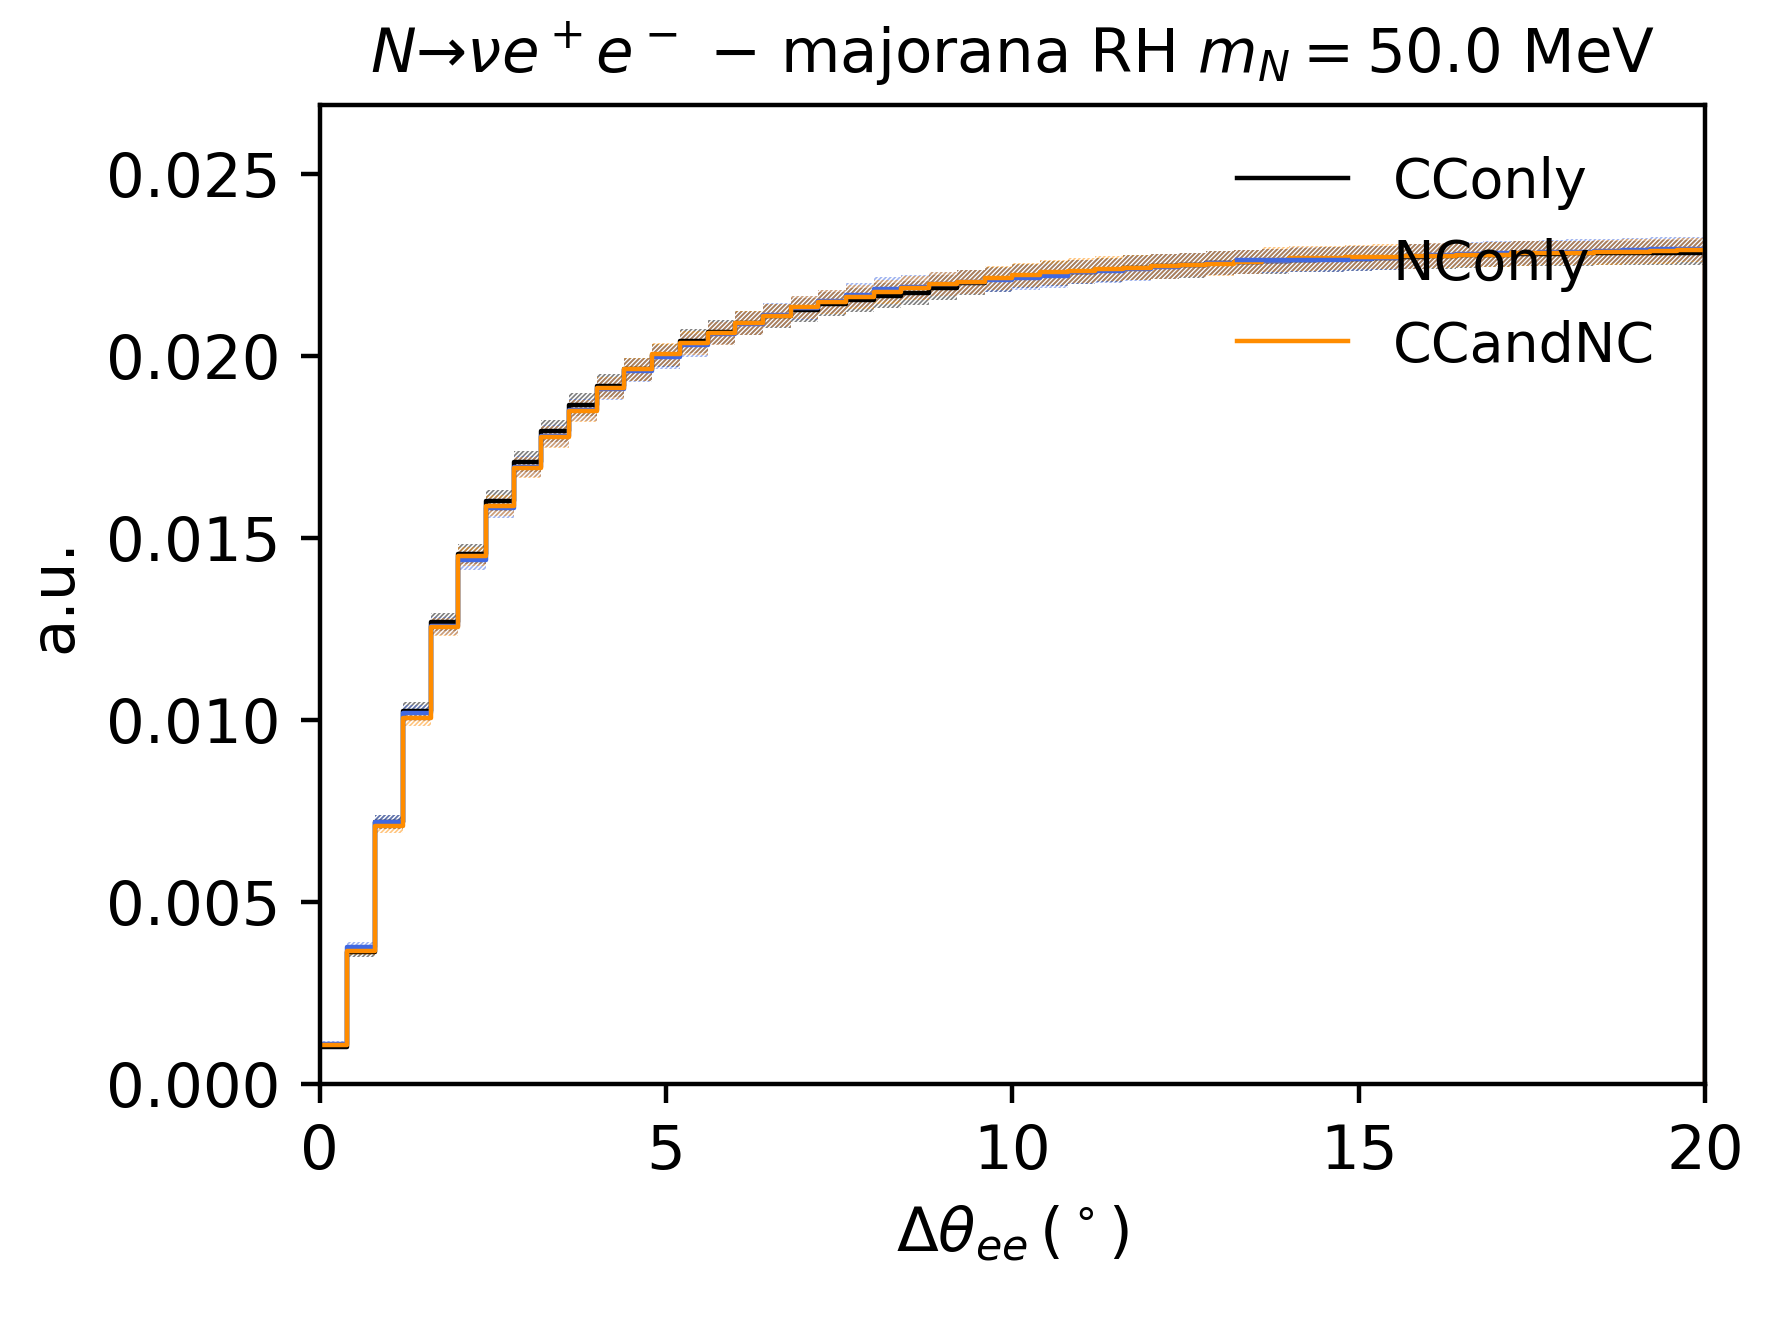 N→νe⁺e⁻ − majorana RH m_N = 50.0 MeV
0.025
0.020
0.015
0.010
0.005
0.000
a.u.
CConly
NConly
CCandNC
0 5 10 15 20
Δθ_ee (°)